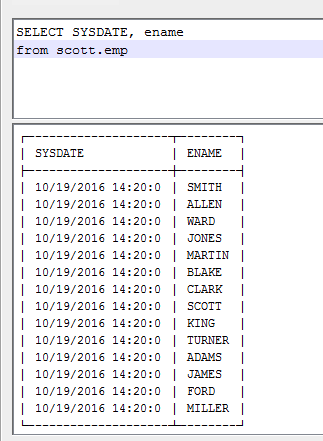 SELECT SYSDATE, ename
from scott.emp
SYSDATE ENAME
10/19/2016 14:20:0 SMITH
10/19/2016 14:20:0 ALLEN
10/19/2016 14:20:0 WARD
10/19/2016 14:20:0 JONES
10/19/2016 14:20:0 MARTIN
10/19/2016 14:20:0 BLAKE
10/19/2016 14:20:0 CLARK
10/19/2016 14:20:0 SCOTT
10/19/2016 14:20:0 KING
10/19/2016 14:20:0 TURNER
10/19/2016 14:20:0 ADAMS
10/19/2016 14:20:0 JAMES
10/19/2016 14:20:0 FORD
10/19/2016 14:20:0 MILLER